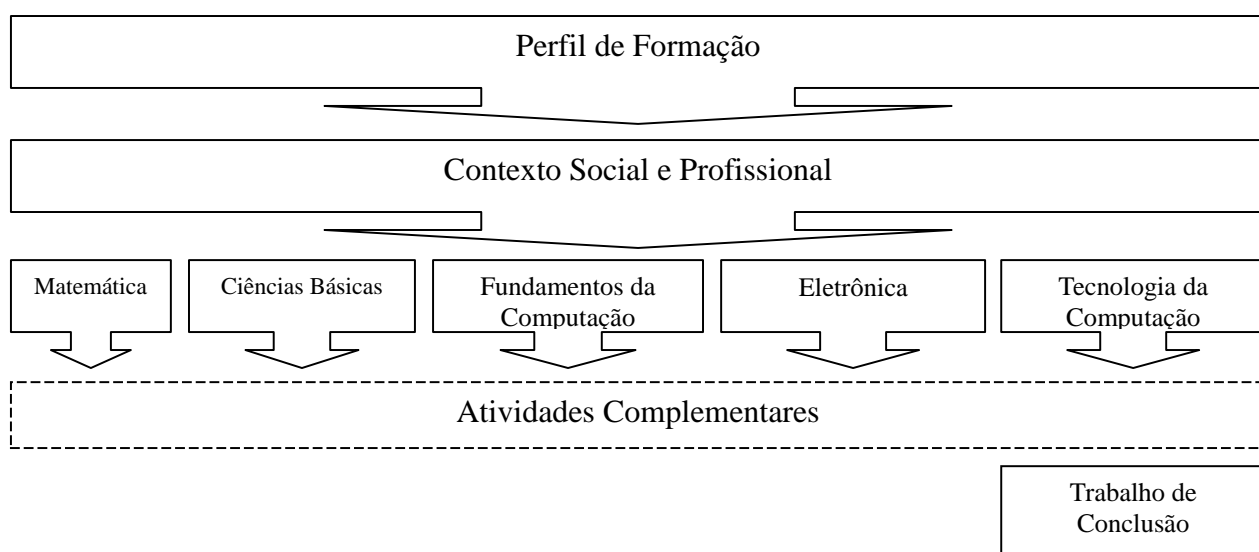 Perfil de Formação
Contexto Social e Profissional
Matemática
Ciências Básicas
Fundamentos da
Computação
Eletrônica
Tecnologia da
Computação
Atividades Complementares
Trabalho de
Conclusão